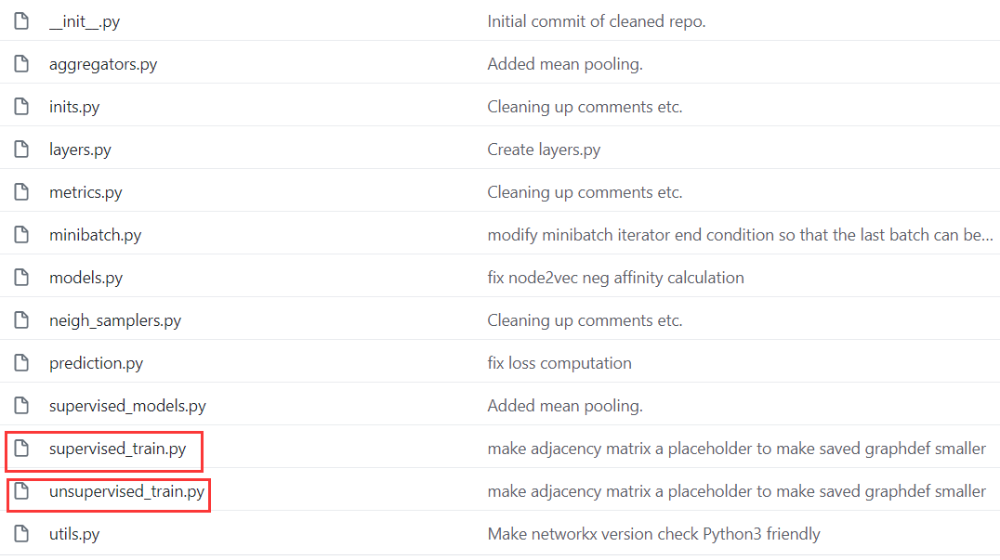 __init__.py Initial commit of cleaned repo.
aggregators.py Added mean pooling.
inits.py Cleaning up comments etc.
layers.py Create layers.py
metrics.py Cleaning up comments etc.
minibatch.py modify minibatch iterator end condition so that the last batch can be...
models.py fix node2vec neg affinity calculation
neigh_samplers.py Cleaning up comments etc.
prediction.py fix loss computation
supervised_models.py Added mean pooling.
supervised_train.py make adjacency matrix a placeholder to make saved graphdef smaller
unsupervised_train.py make adjacency matrix a placeholder to make saved graphdef smaller
utils.py Make networkx version check Python3 friendly